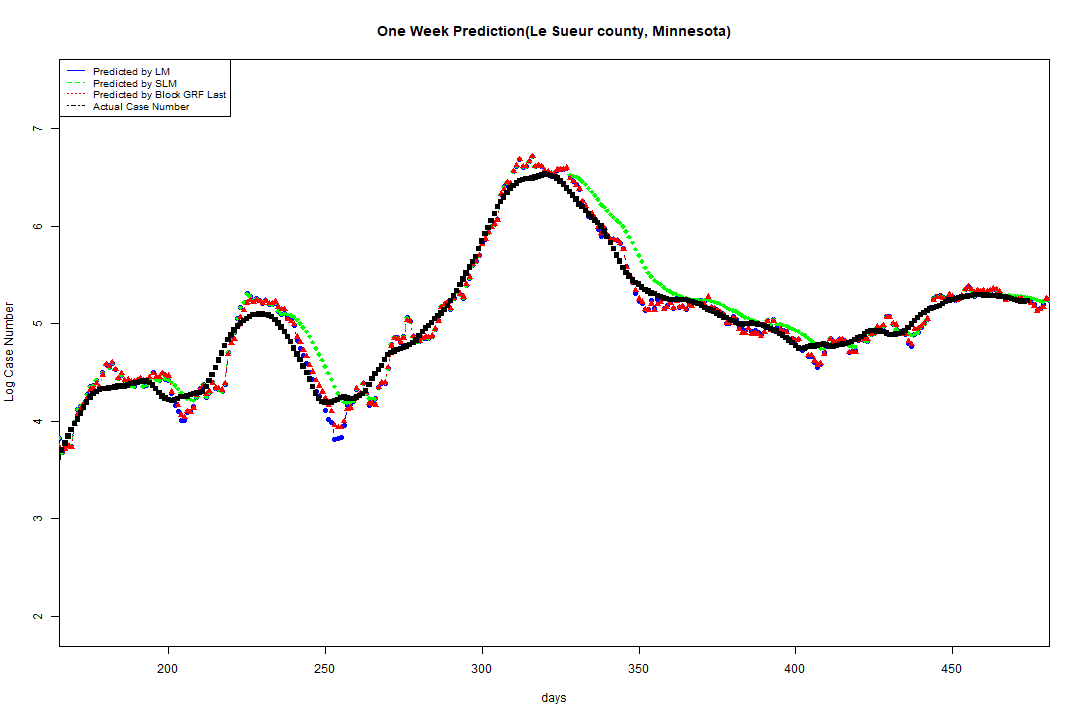 One Week Prediction(Le Sueur county, Minnesota)
Predicted by LM
Predicted by SLM
Predicted by Block GRF Last
Actual Case Number
7
6
5
4
3
2
Log Case Number
200 250 300 350 400 450
days